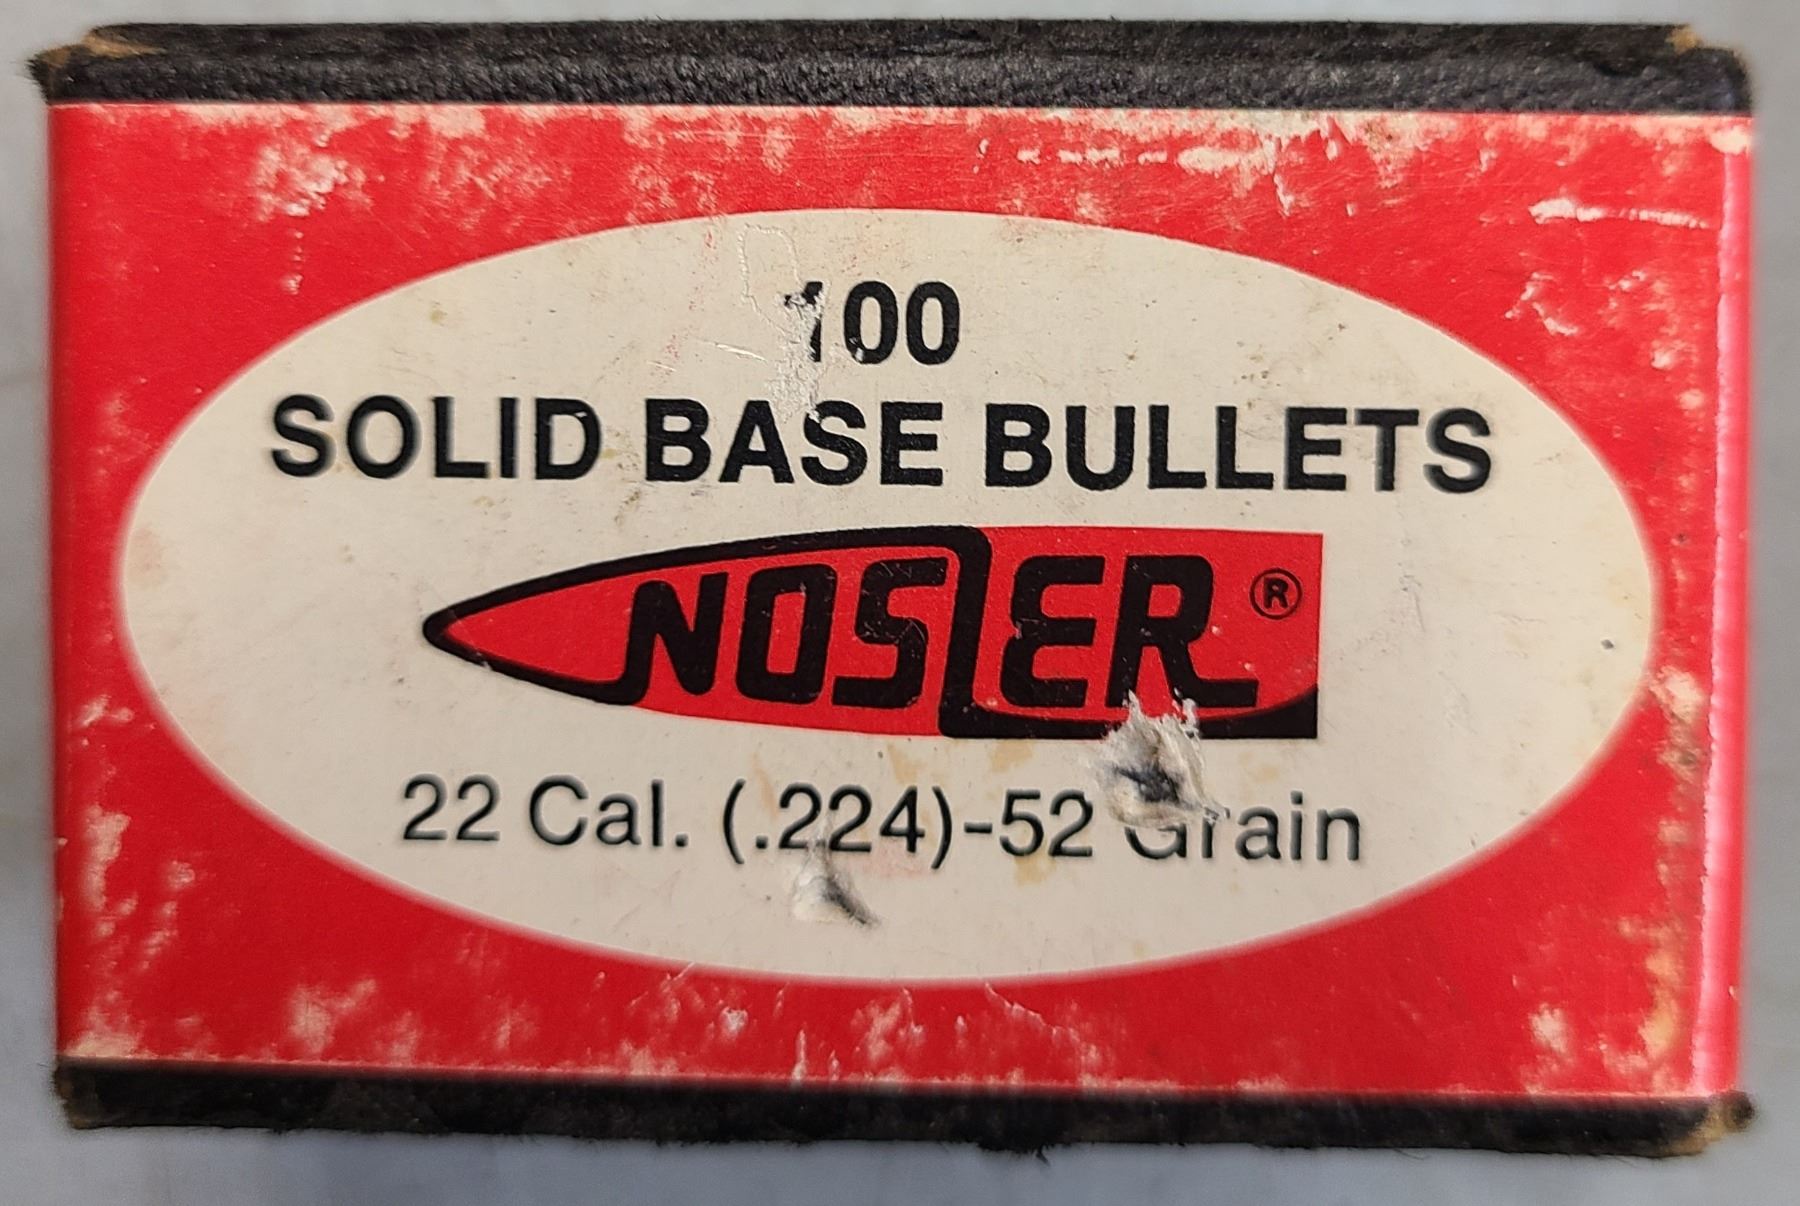 100
SOLID BASE BULLETS
NOSLER ®
22 Cal. (.224)-52 Grain